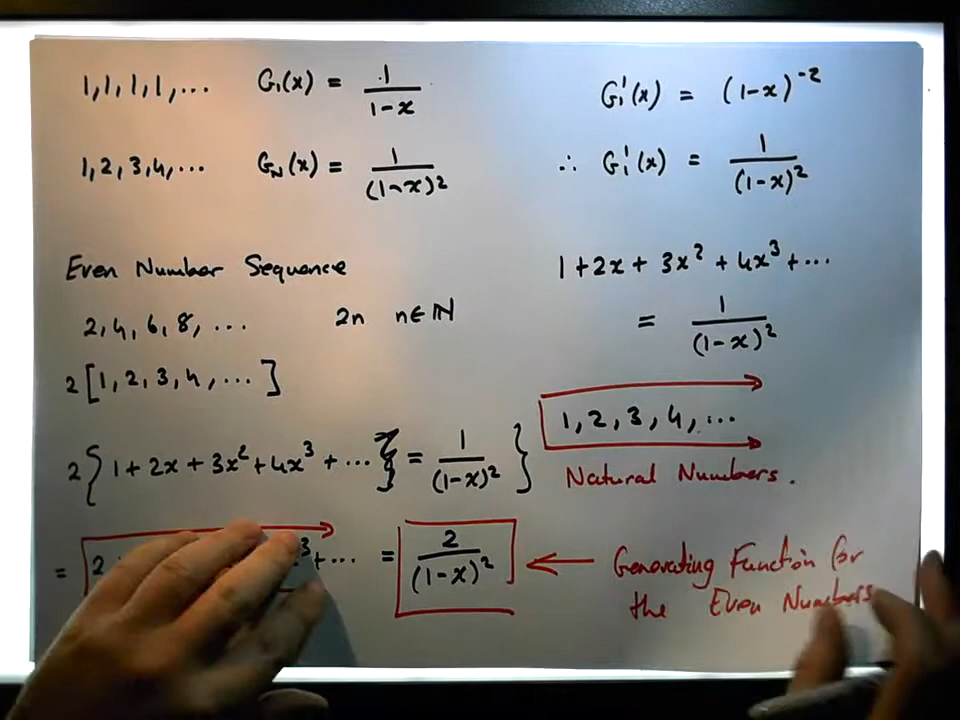 1,1,1,1,... G₁(x) = 1/(1-x)
1,2,3,4,... G_N(x) = 1/(1-x)²
Even Number Sequence
2,4,6,8,... 2n n∈ℕ
2[1,2,3,4,...]
2{1+2x+3x²+4x³+...} = 1/(1-x)²}
= 2 ³+... = 2/(1-x)²
G₁'(x) = (1-x)⁻²
∴ G₁'(x) = 1/(1-x)²
1+2x+3x²+4x³+...
= 1/(1-x)²
1,2,3,4,...
Natural Numbers.
← Generating Function for
the Even Numbers